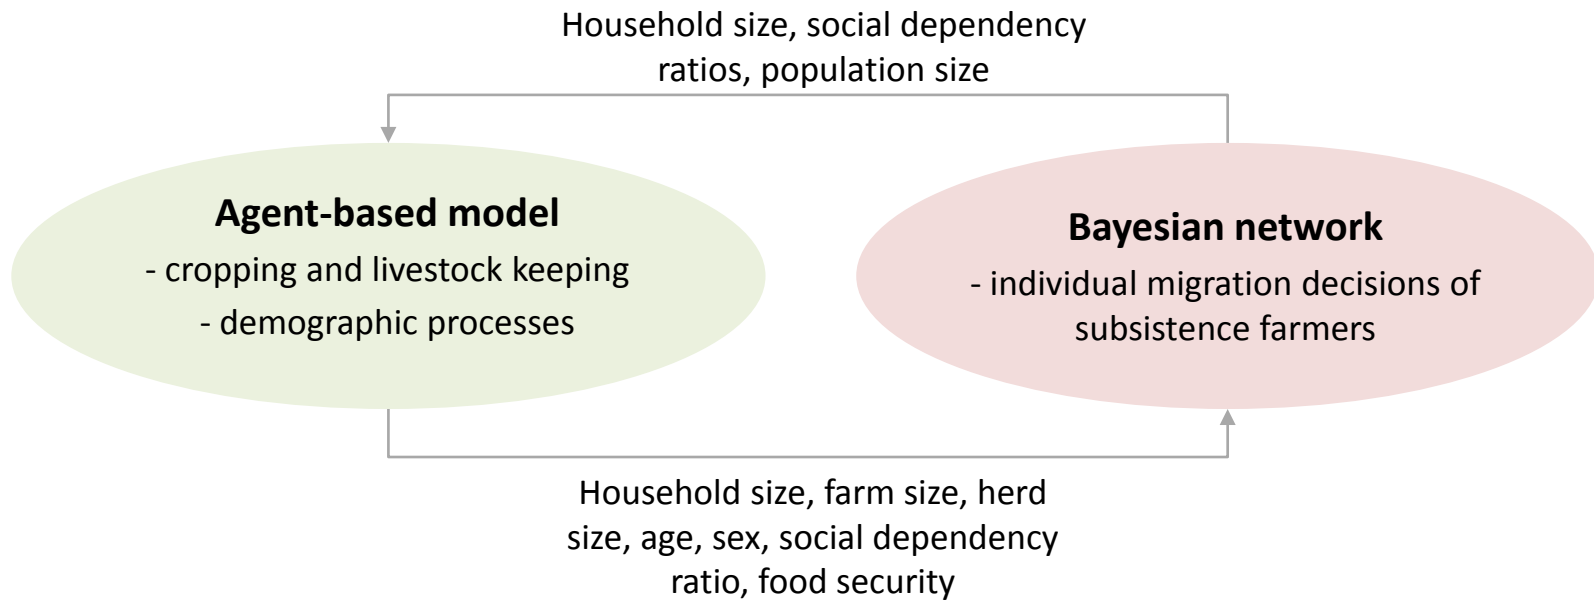 Household size, social dependency
ratios, population size
Agent-based model
- cropping and livestock keeping
- demographic processes
Bayesian network
- individual migration decisions of
subsistence farmers
Household size, farm size, herd
size, age, sex, social dependency
ratio, food security